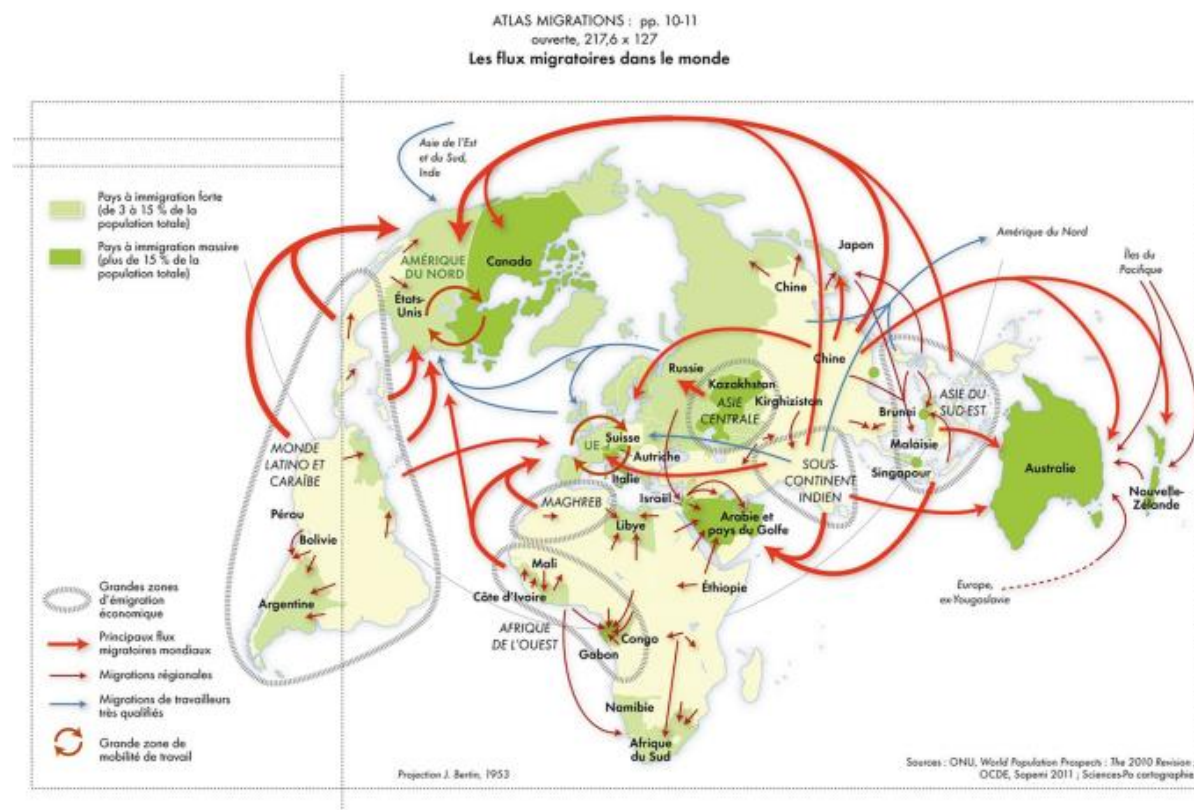 ATLAS MIGRATIONS : pp. 10-11
ouverte, 217,6 x 127
Les flux migratoires dans le monde
Asie de l'Est
et du Sud,
Inde
Pays à immigration forte
(de 3 à 15 % de la
population totale)
Pays à immigration massive
(plus de 15 % de la
population totale)
AMÉRIQUE
DU NORD
Canada
États-
Unis
Japon
Amérique du Nord
Îles du
Pacifique
Chine
Chine
Russie
Kazakhstan
ASIE
CENTRALE
Kirghizistan
Brunei
ASIE DU
SUD-EST
Malaisie
Singapour
UE
Suisse
Autriche
Italie
SOUS-
CONTINENT
INDIEN
Australie
Nouvelle-
Zélande
MONDE
LATINO ET
CARAÏBE
MAGHREB
Israël
Libye
Arabie et
pays du Golfe
Pérou
Bolivie
Argentine
Mali
Côte d'Ivoire
Éthiopie
Europe,
ex-Yougoslavie
AFRIQUE
DE L'OUEST
Congo
Gabon
Namibie
Afrique
du Sud
Grandes zones
d'émigration
économique
Principaux flux
migratoires mondiaux
Migrations régionales
Migrations de travailleurs
très qualifiés
Grande zone de
mobilité de travail
Projection J. Bertin, 1953
Sources : ONU, World Population Prospects : The 2010 Revision ;
OCDE, Sopemi 2011 ; Sciences-Po cartographie